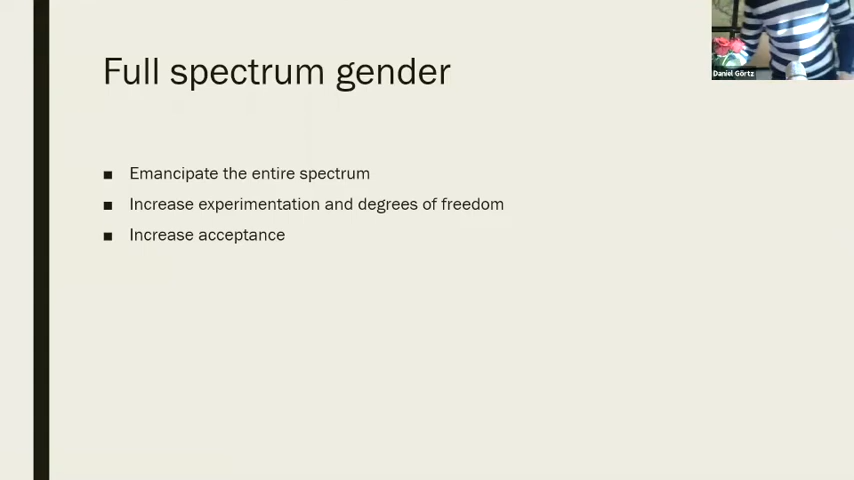 Full spectrum gender
Daniel Görtz
■ Emancipate the entire spectrum
■ Increase experimentation and degrees of freedom
■ Increase acceptance